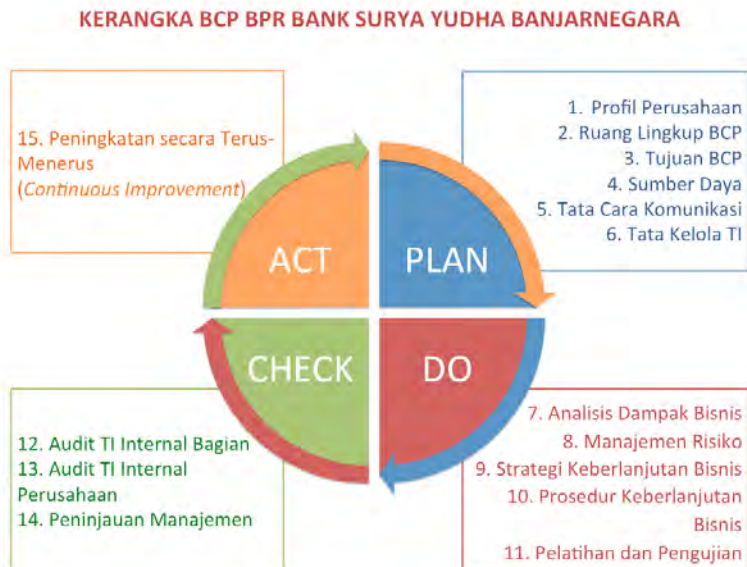 KERANGKA BCP BPR BANK SURYA YUDHA BANJARNEGARA
15. Peningkatan secara Terus-
Menerus
(Continuous Improvement)
1. Profil Perusahaan
2. Ruang Lingkup BCP
3. Tujuan BCP
4. Sumber Daya
5. Tata Cara Komunikasi
6. Tata Kelola TI
ACT
PLAN
CHECK
DO
12. Audit TI Internal Bagian
13. Audit TI Internal
Perusahaan
14. Peninjauan Manajemen
7. Analisis Dampak Bisnis
8. Manajemen Risiko
9. Strategi Keberlanjutan Bisnis
10. Prosedur Keberlanjutan
Bisnis
11. Pelatihan dan Pengujian